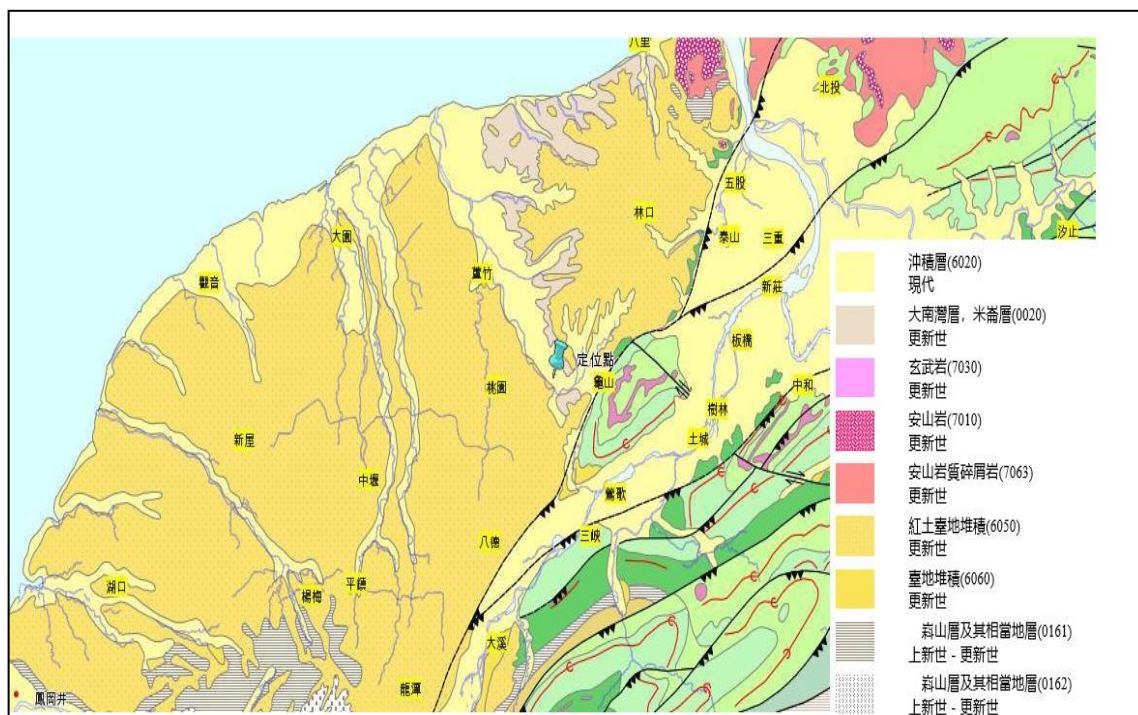 八里
北投
五股
林口
泰山
三重
汐止
大園
觀音
蘆竹
新莊
板橋
定位點
龜山
桃園
中和
樹林
新屋
土城
中壢
鶯歌
八德
三峽
湖口
楊梅
平鎮
大溪
龍潭
鳳岡井
沖積層(6020)
現代
大南灣層，米崙層(0020)
更新世
玄武岩(7030)
更新世
安山岩(7010)
更新世
安山岩質碎屑岩(7063)
更新世
紅土臺地堆積(6050)
更新世
臺地堆積(6060)
更新世
嵙山層及其相當地層(0161)
上新世 - 更新世
嵙山層及其相當地層(0162)
上新世 - 更新世